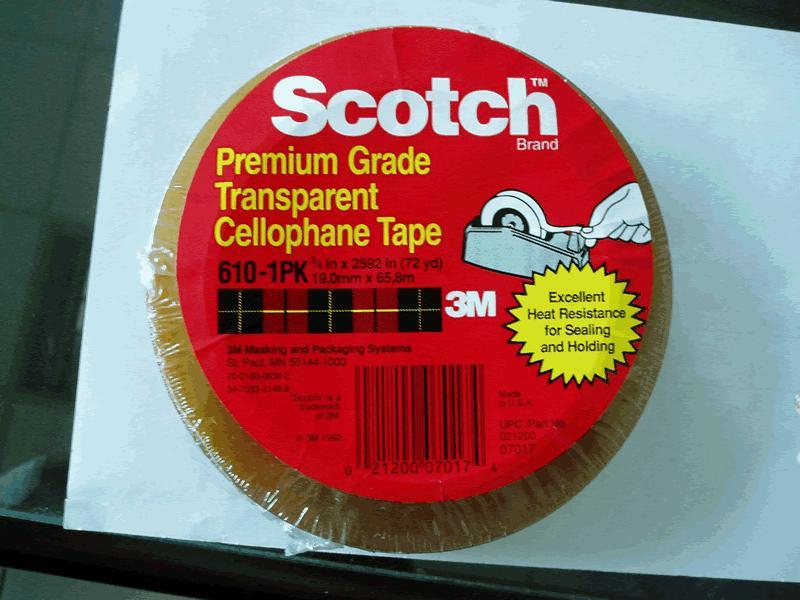 Scotch™
Brand
Premium Grade
Transparent
Cellophane Tape
610-1PK ¾ in x 2592 in (72 yd)
19,0mm x 65,8m
3M
Excellent
Heat Resistance
for Sealing
and Holding
3M Masking and Packaging Systems
St. Paul, MN 55144-1000
"Scotch" is a
trademark
of 3M.
© 3M 1992
Made
in U.S.A.
UPC /Part No.
021200
07017
0 21200 07017 4